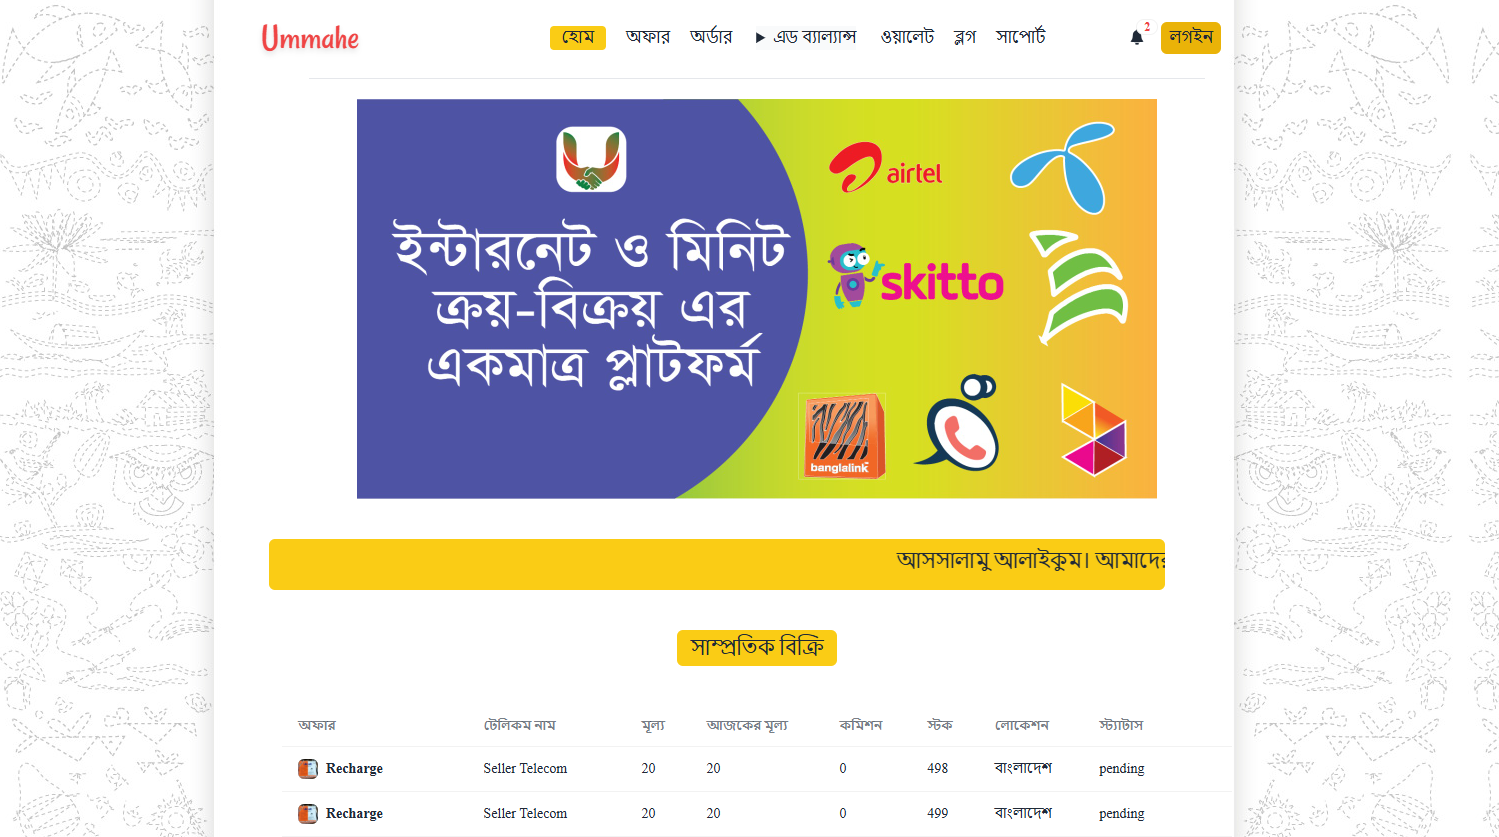 Ummahe
হোম অফার অর্ডার এড ব্যাল্যান্স ওয়ালেট ব্লগ সাপোর্ট 2 লগইন
airtel
ইন্টারনেট ও মিনিট
ক্রয়-বিক্রয় এর
একমাত্র প্লাটফর্ম
skitto
banglalink
আসসালামু আলাইকুম। আমাদের
সাম্প্রতিক বিক্রি
অফার টেলিকম নাম মূল্য আজকের মূল্য কমিশন স্টক লোকেশন স্ট্যাটাস
Recharge Seller Telecom 20 20 0 498 বাংলাদেশ pending
Recharge Seller Telecom 20 20 0 499 বাংলাদেশ pending